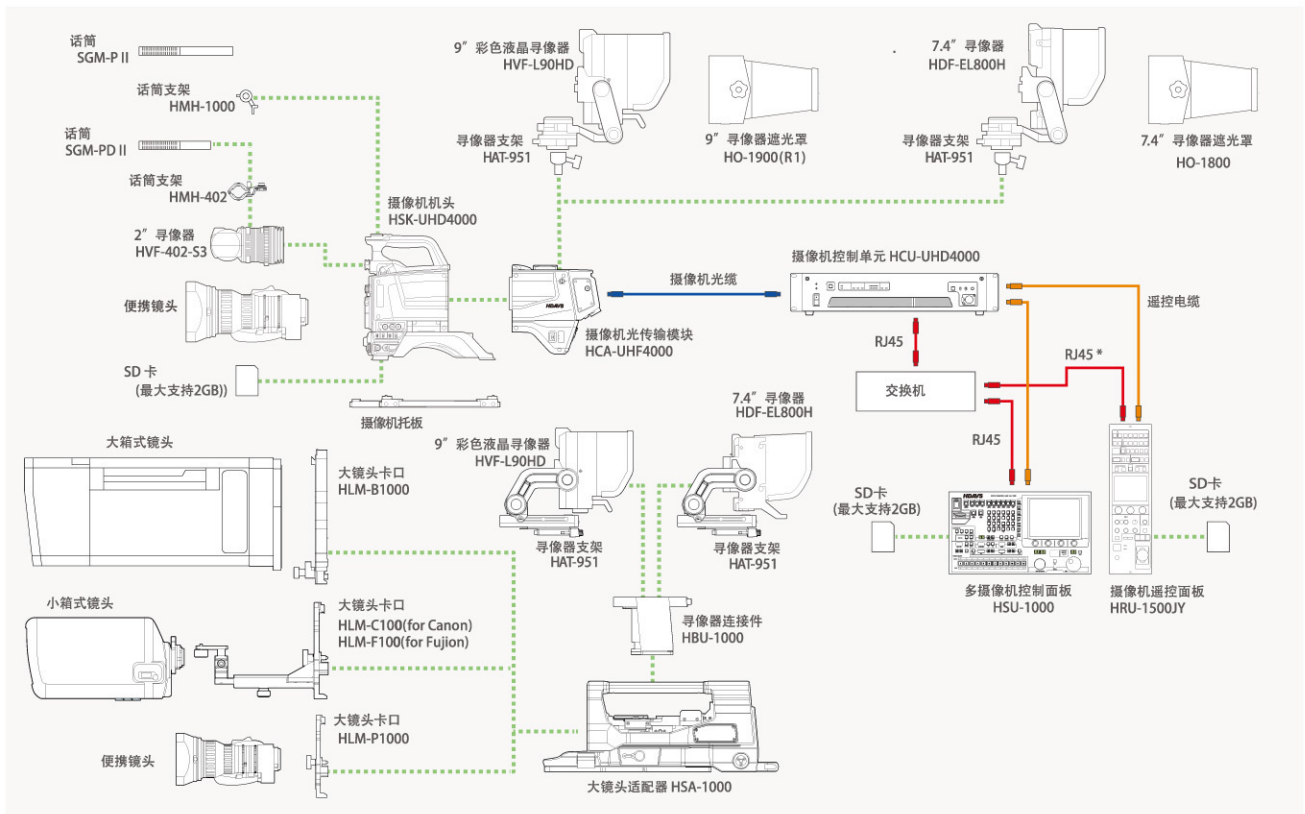 话筒
SGM-P II
话筒支架
HMH-1000
话筒
SGM-PD II
话筒支架
HMH-402
2” 寻像器
HVF-402-S3
便携镜头
SD 卡
(最大支持2GB))
摄像机机头
HSK-UHD4000
摄像机托板
9” 彩色液晶寻像器
HVF-L90HD
寻像器支架
HAT-951
9” 寻像器遮光罩
HO-1900(R1)
7.4” 寻像器
HDF-EL800H
寻像器支架
HAT-951
7.4” 寻像器遮光罩
HO-1800
HDAVS
摄像机光传输模块
HCA-UHF4000
摄像机光缆
摄像机控制单元 HCU-UHD4000
遥控电缆
RJ45
RJ45 *
交换机
RJ45
SD卡
(最大支持2GB)
HDAVS
多摄像机控制面板
HSU-1000
摄像机遥控面板
HRU-1500JY
SD卡
(最大支持2GB)
大箱式镜头
大镜头卡口
HLM-B1000
小箱式镜头
大镜头卡口
HLM-C100(for Canon)
HLM-F100(for Fujion)
便携镜头
大镜头卡口
HLM-P1000
9” 彩色液晶寻像器
HVF-L90HD
寻像器支架
HAT-951
7.4” 寻像器
HDF-EL800H
寻像器支架
HAT-951
寻像器连接件
HBU-1000
大镜头适配器 HSA-1000